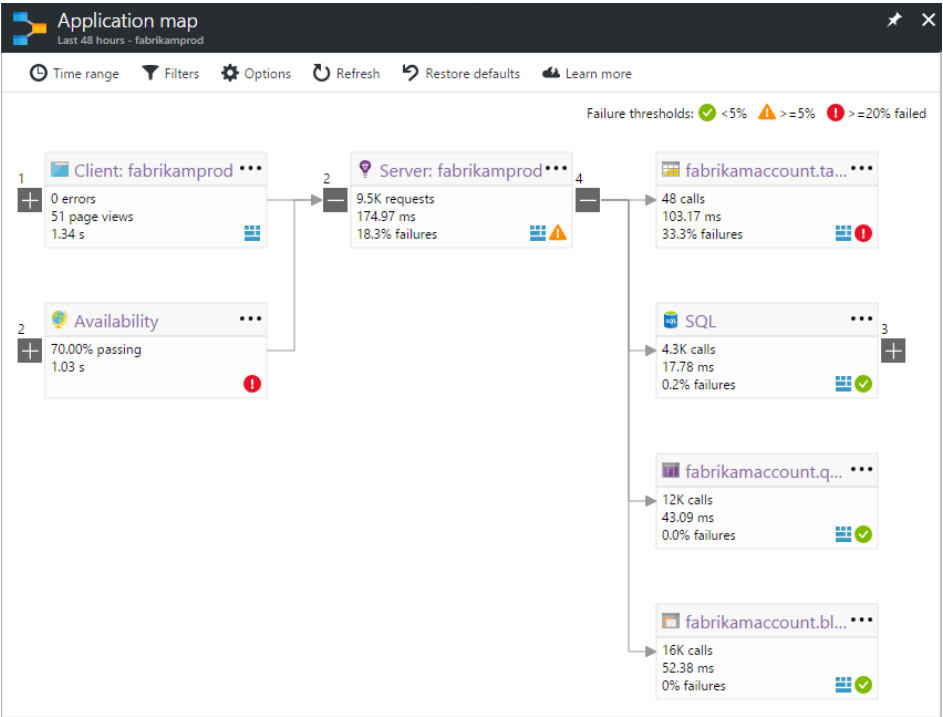 Application map
Last 48 hours - fabrikamprod
Time range Filters Options Refresh Restore defaults Learn more
Failure thresholds: <5% >=5% >=20% failed
1
Client: fabrikamprod •••
0 errors
51 page views
1.34 s
2
Availability •••
70.00% passing
1.03 s
2
Server: fabrikamprod •••
9.5K requests
174.97 ms
18.3% failures
4
fabrikamaccount.ta... •••
48 calls
103.17 ms
33.3% failures
SQL •••
4.3K calls
17.78 ms
0.2% failures
3
fabrikamaccount.q... •••
12K calls
43.09 ms
0.0% failures
fabrikamaccount.bl... •••
16K calls
52.38 ms
0% failures